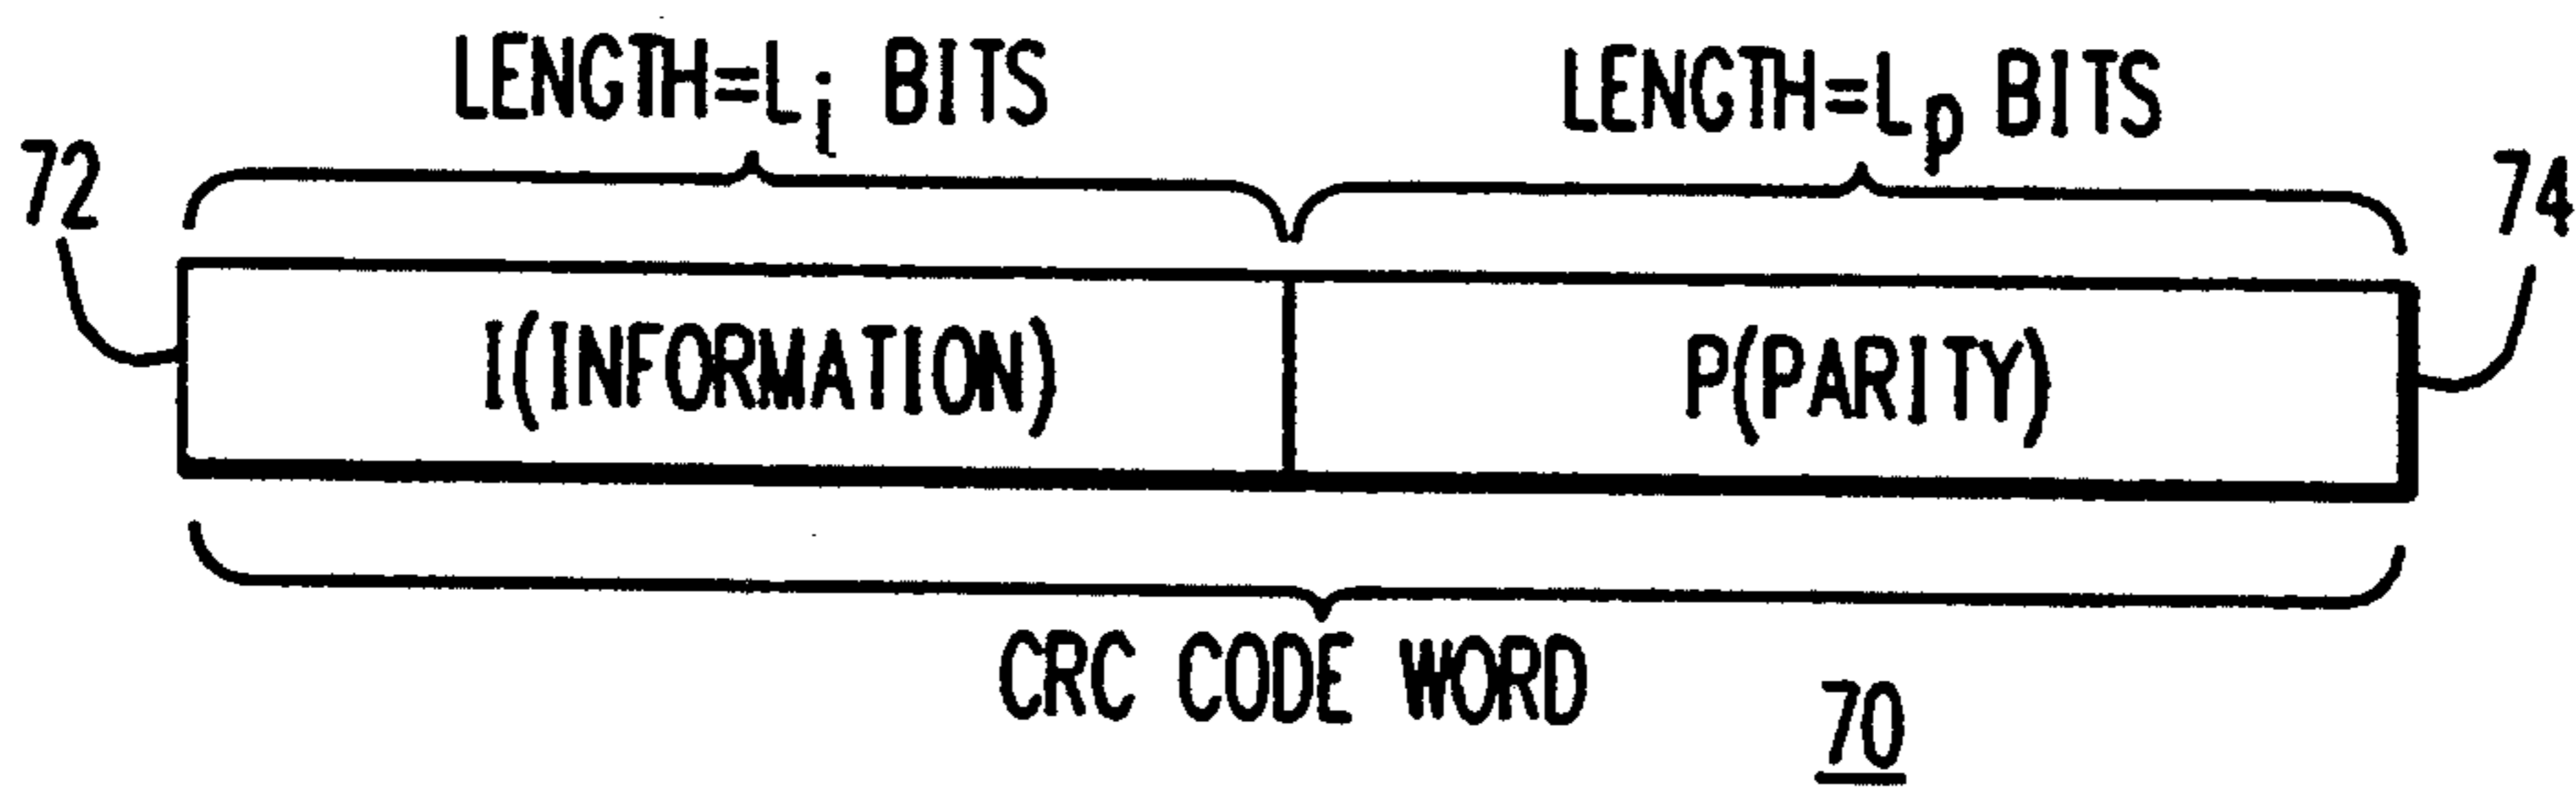 LENGTH=Li BITS LENGTH=Lp BITS
72 74
I(INFORMATION) P(PARITY)
CRC CODE WORD
70